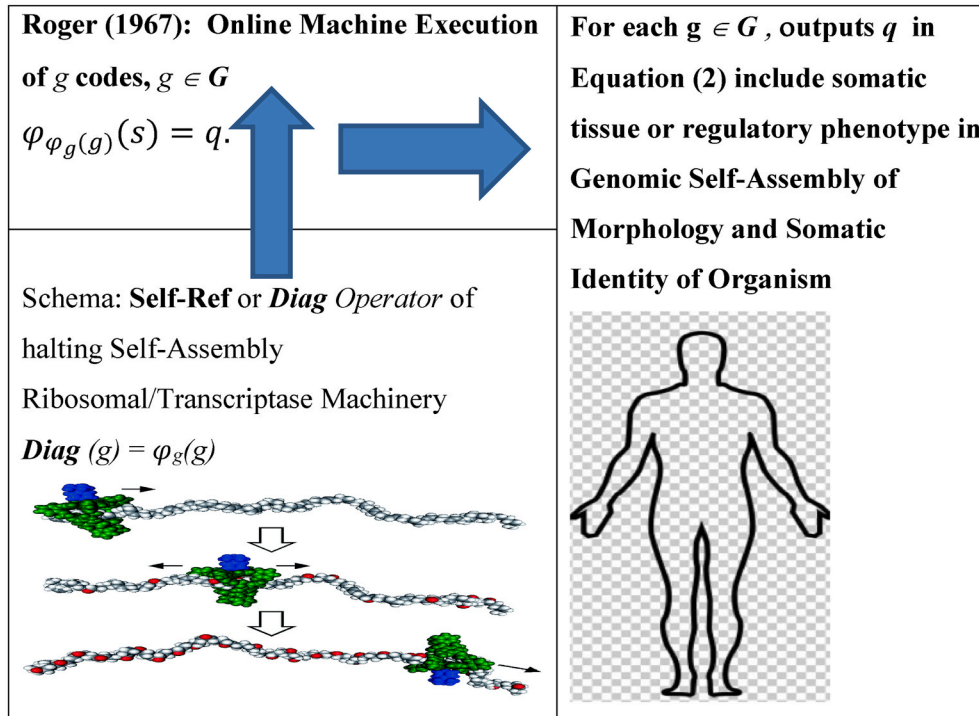 Roger (1967):  Online Machine Execution
of g codes, g ∈ G
φ_{φ_g(g)}(s) = q.
Schema: Self-Ref or Diag Operator of
halting Self-Assembly
Ribosomal/Transcriptase Machinery
Diag (g) = φ_g(g)
For each g ∈ G , outputs q in
Equation (2) include somatic
tissue or regulatory phenotype in
Genomic Self-Assembly of
Morphology and Somatic
Identity of Organism